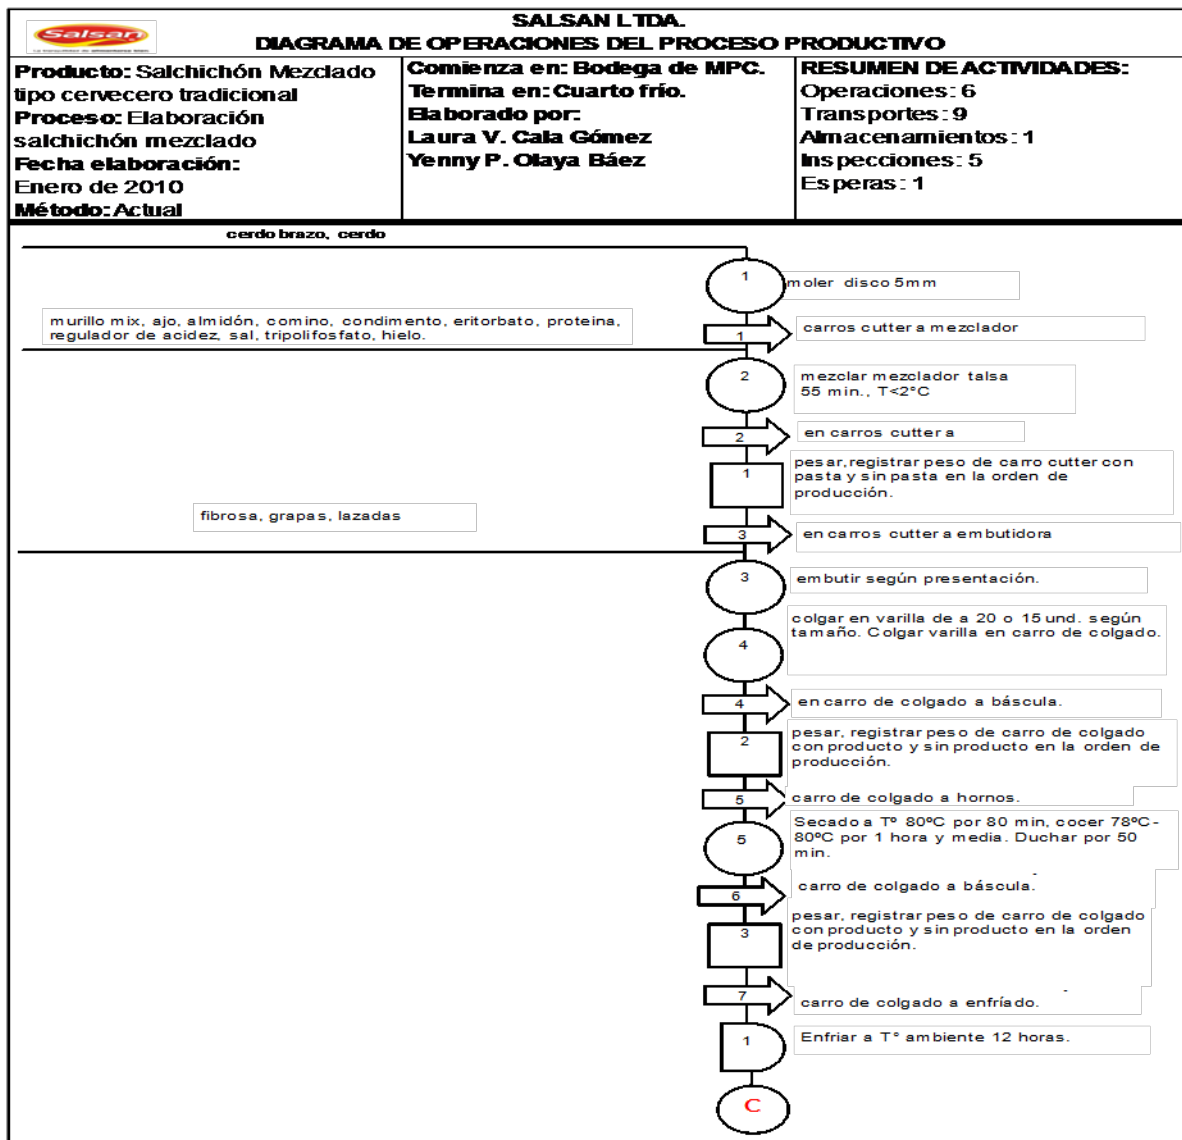 SALSAN LTDA.
DIAGRAMA DE OPERACIONES DEL PROCESO PRODUCTIVO
Salsan
Producto: Salchichón Mezclado
tipo cervecero tradicional
Proceso: Elaboración
salchichón mezclado
Fecha elaboración:
Enero de 2010
Método: Actual
Comienza en: Bodega de MPC.
Termina en: Cuarto frío.
Elaborado por:
Laura V. Cala Gómez
Yenny P. Olaya Báez
RESUMEN DE ACTIVIDADES:
Operaciones: 6
Transportes: 9
Almacenamientos: 1
Inspecciones: 5
Esperas: 1
cerdo brazo, cerdo
1
moler disco 5mm
murillo mix, ajo, almidón, comino, condimento, eritorbato, proteina,
regulador de acidez, sal, tripolifosfato, hielo.
1
carros cutter a mezclador
2
mezclar mezclador talsa
55 min., T<2°C
2
en carros cutter a
1
pesar, registrar peso de carro cutter con
pasta y sin pasta en la orden de
producción.
fibrosa, grapas, lazadas
3
en carros cutter a embutidora
3
embutir según presentación.
4
colgar en varilla de a 20 o 15 und. según
tamaño. Colgar varilla en carro de colgado.
4
en carro de colgado a báscula.
2
pesar, registrar peso de carro de colgado
con producto y sin producto en la orden de
producción.
5
carro de colgado a hornos.
5
Secado a Tº 80ºC por 80 min, cocer 78ºC-
80ºC por 1 hora y media. Duchar por 50
min.
6
carro de colgado a báscula.
3
pesar, registrar peso de carro de colgado
con producto y sin producto en la orden
de producción.
7
carro de colgado a enfríado.
1
Enfriar a T° ambiente 12 horas.
C